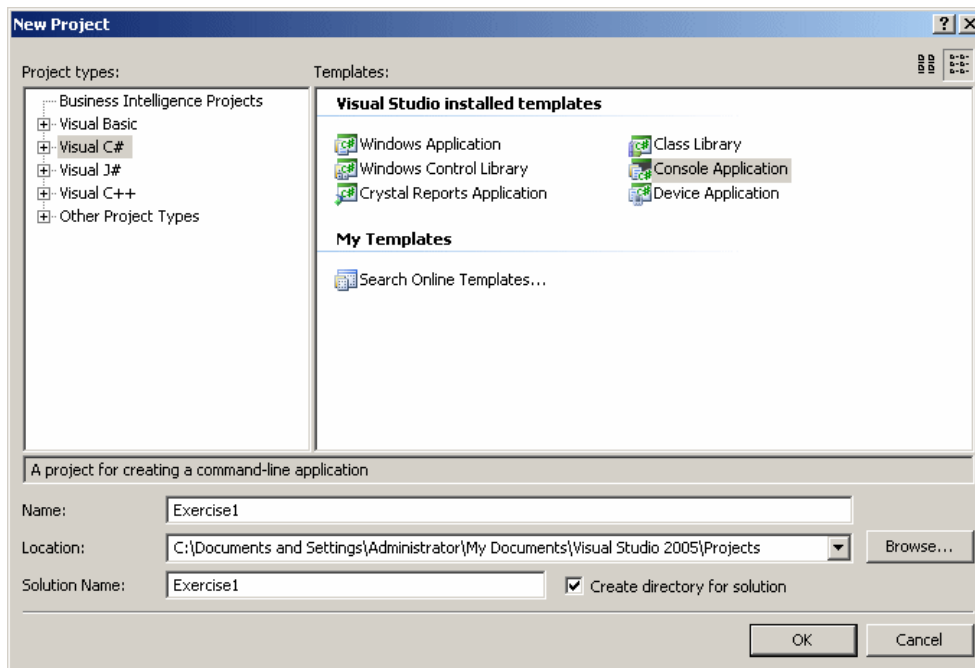 New Project
Project types:
Templates:
Business Intelligence Projects
Visual Basic
Visual C#
Visual J#
Visual C++
Other Project Types
Visual Studio installed templates
Windows Application
Class Library
Windows Control Library
Console Application
Crystal Reports Application
Device Application
My Templates
Search Online Templates...
A project for creating a command-line application
Name:
Exercise1
Location:
C:\Documents and Settings\Administrator\My Documents\Visual Studio 2005\Projects
Browse...
Solution Name:
Exercise1
Create directory for solution
OK
Cancel